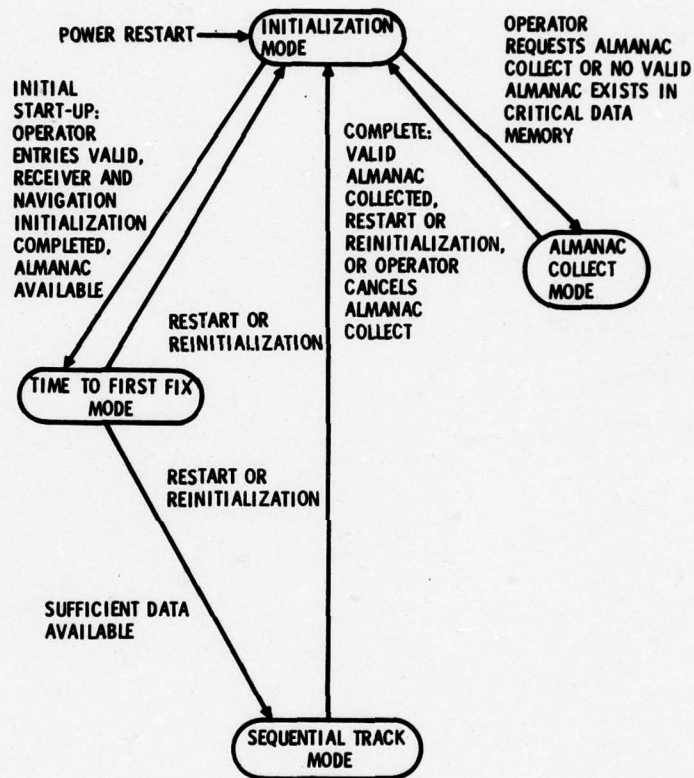 POWER RESTART
INITIALIZATION
MODE
OPERATOR
REQUESTS ALMANAC
COLLECT OR NO VALID
ALMANAC EXISTS IN
CRITICAL DATA
MEMORY
INITIAL
START-UP:
OPERATOR
ENTRIES VALID,
RECEIVER AND
NAVIGATION
INITIALIZATION
COMPLETED,
ALMANAC
AVAILABLE
COMPLETE:
VALID
ALMANAC
COLLECTED,
RESTART OR
REINITIALIZATION,
OR OPERATOR
CANCELS
ALMANAC
COLLECT
ALMANAC
COLLECT
MODE
RESTART OR
REINITIALIZATION
TIME TO FIRST FIX
MODE
RESTART OR
REINITIALIZATION
SUFFICIENT DATA
AVAILABLE
SEQUENTIAL TRACK
MODE